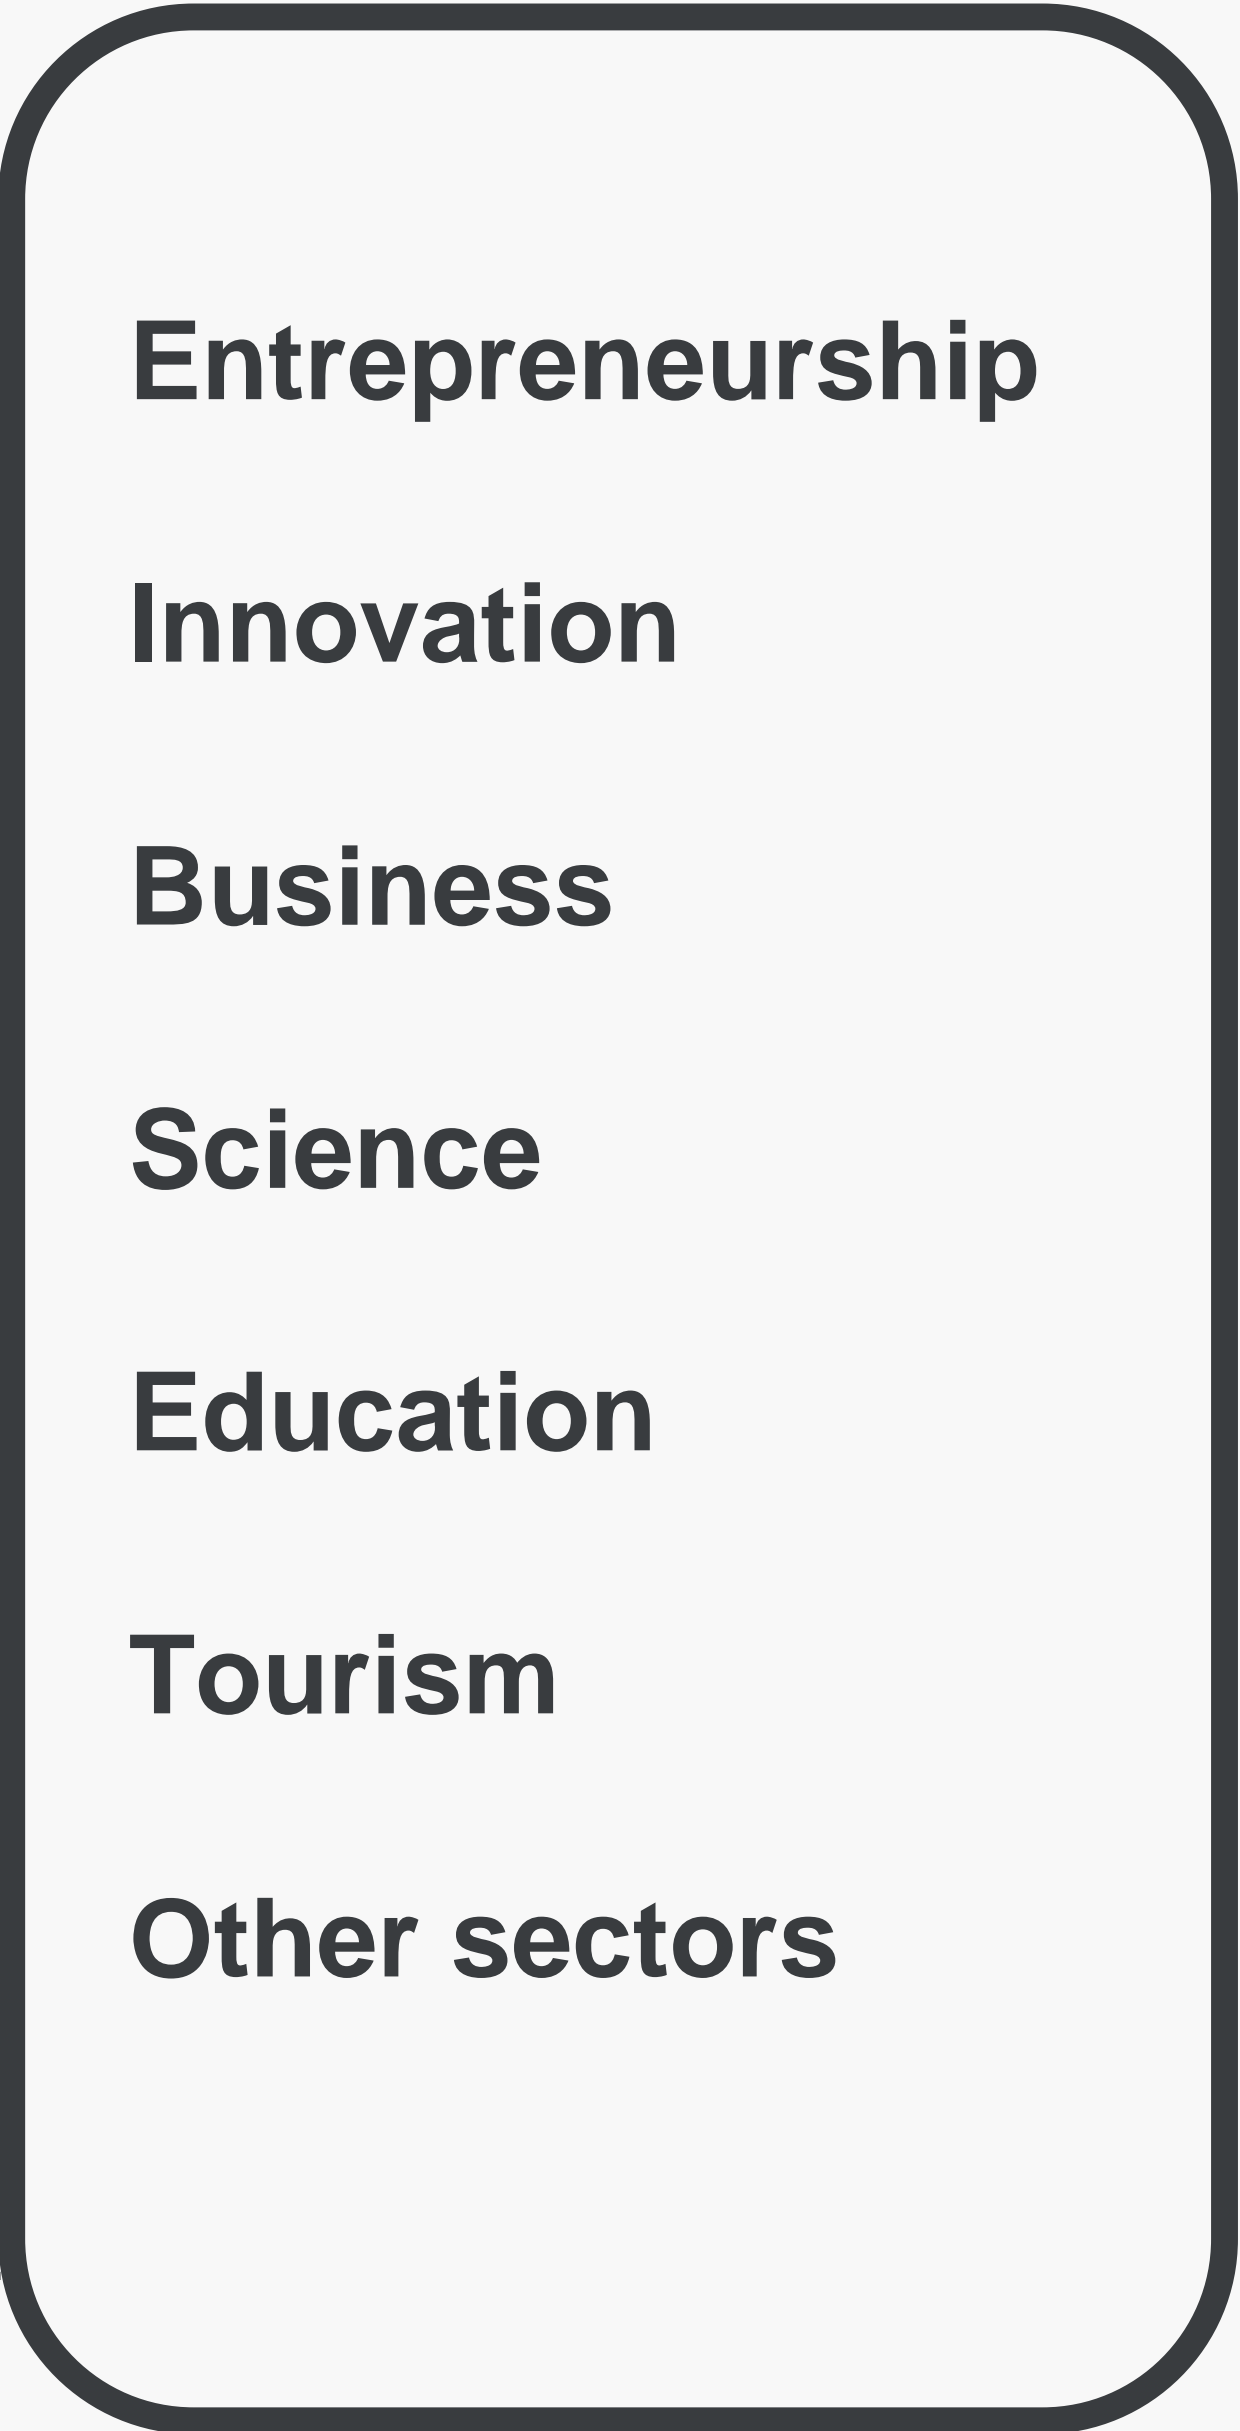 Entrepreneurship
Innovation
Business
Science
Education
Tourism
Other sectors